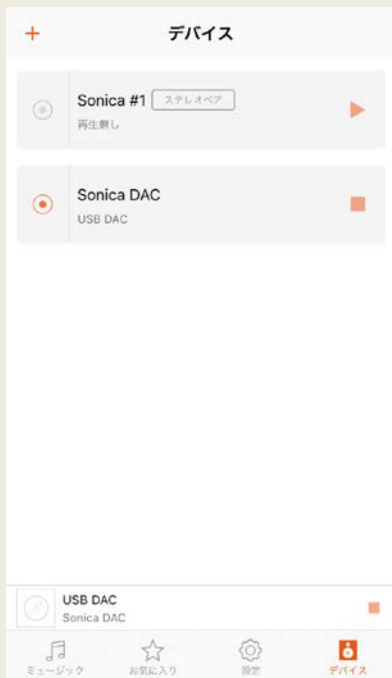 + デバイス
Sonica #1 ステレオペア
再生無し
Sonica DAC
USB DAC
USB DAC
Sonica DAC
ミュージック お気に入り 設定 デバイス